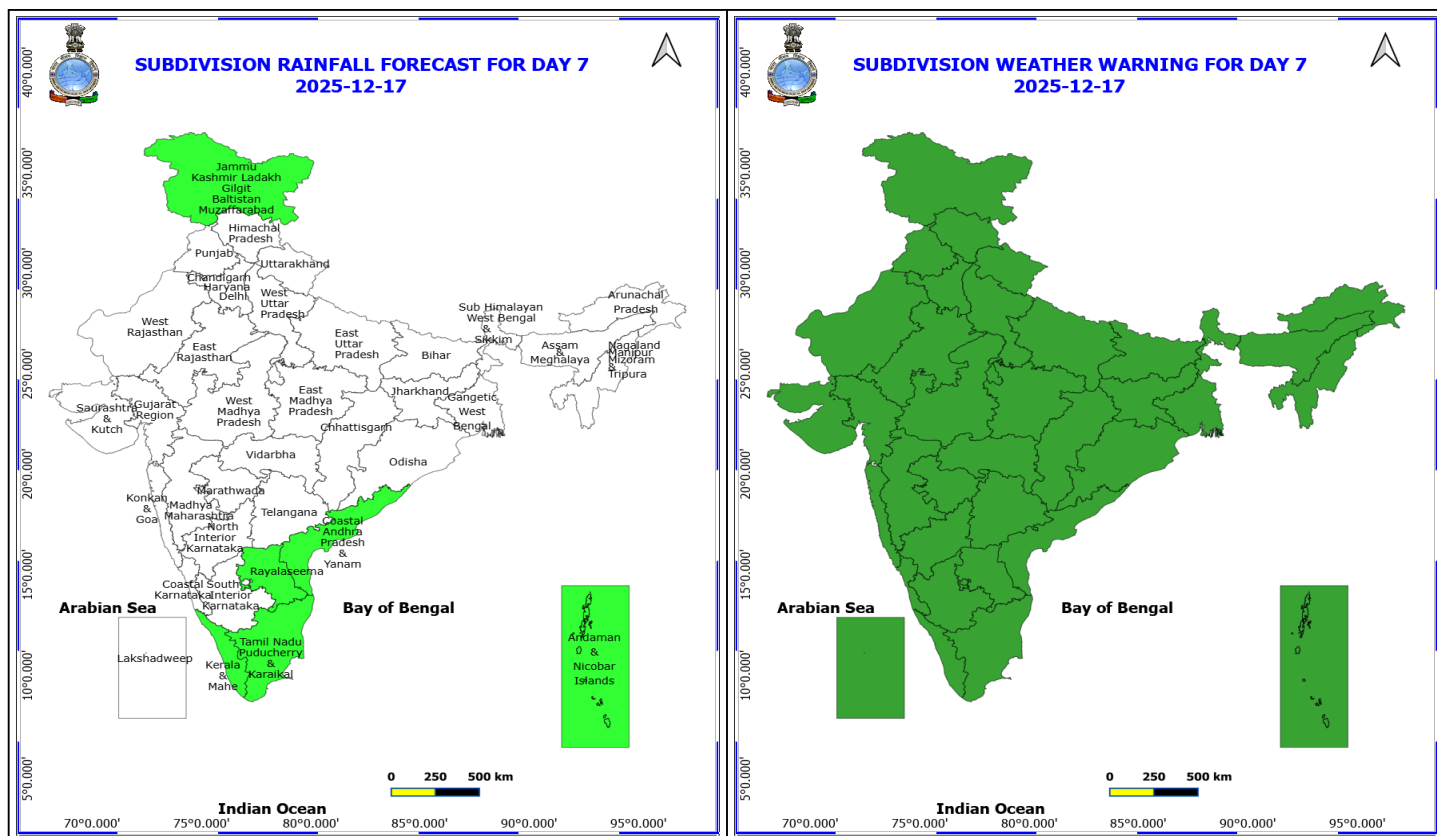 SUBDIVISION RAINFALL FORECAST FOR DAY 7
2025-12-17
40°0.000'
35°0.000'
30°0.000'
25°0.000'
20°0.000'
15°0.000'
10°0.000'
5°0.000'
Jammu
Kashmir Ladakh
Gilgit
Baltistan
Muzaffarabad
Himachal
Pradesh
Punjab
Uttarakhand
Chandigarh
Haryana
Delhi
West
Uttar
Pradesh
West
Rajasthan
East
Rajasthan
East
Uttar
Pradesh
Bihar
Sub Himalayan
West Bengal
&
Sikkim
Arunachal
Pradesh
Assam
&
Meghalaya
Nagaland
Manipur
Mizoram
&
Tripura
Saurashtra
&
Kutch
Gujarat
Region
West
Madhya
Pradesh
East
Madhya
Pradesh
Jharkhand
Gangetic
West
Bengal
Chhattisgarh
Vidarbha
Odisha
Konkan
&
Goa
Madhya
Maharashtra
Marathwada
Telangana
North
Interior
Karnataka
Coastal
Andhra
Pradesh
&
Yanam
Rayalaseema
Coastal
Karnataka
South
Interior
Karnataka
Arabian Sea
Bay of Bengal
Lakshadweep
Kerala
&
Mahe
Tamil Nadu
Puducherry
&
Karaikal
Andaman
&
Nicobar
Islands
0 250 500 km
Indian Ocean
70°0.000' 75°0.000' 80°0.000' 85°0.000' 90°0.000' 95°0.000'
SUBDIVISION WEATHER WARNING FOR DAY 7
2025-12-17
40°0.000'
35°0.000'
30°0.000'
25°0.000'
20°0.000'
15°0.000'
10°0.000'
5°0.000'
Arabian Sea
Bay of Bengal
0 250 500 km
Indian Ocean
70°0.000' 75°0.000' 80°0.000' 85°0.000' 90°0.000' 95°0.000'